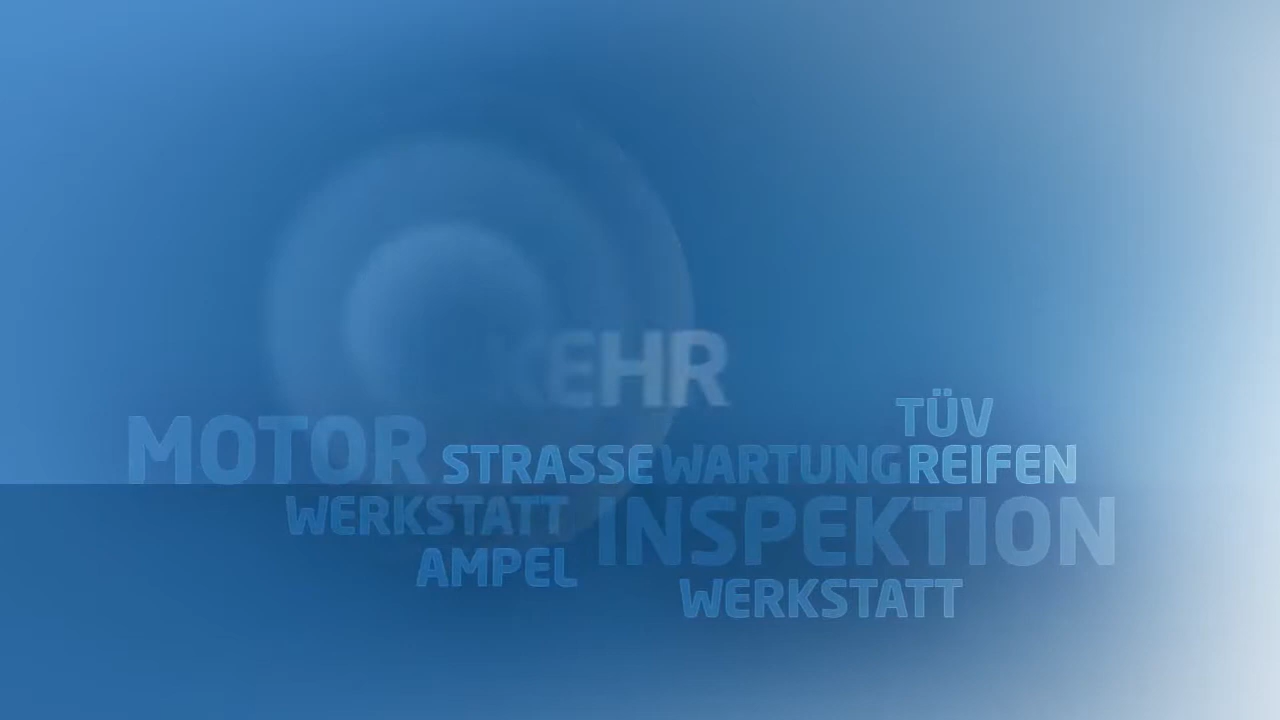 EHR
TÜV
MOTOR STRASSE WARTUNG REIFEN
WERKSTATT INSPEKTION
AMPEL
WERKSTATT